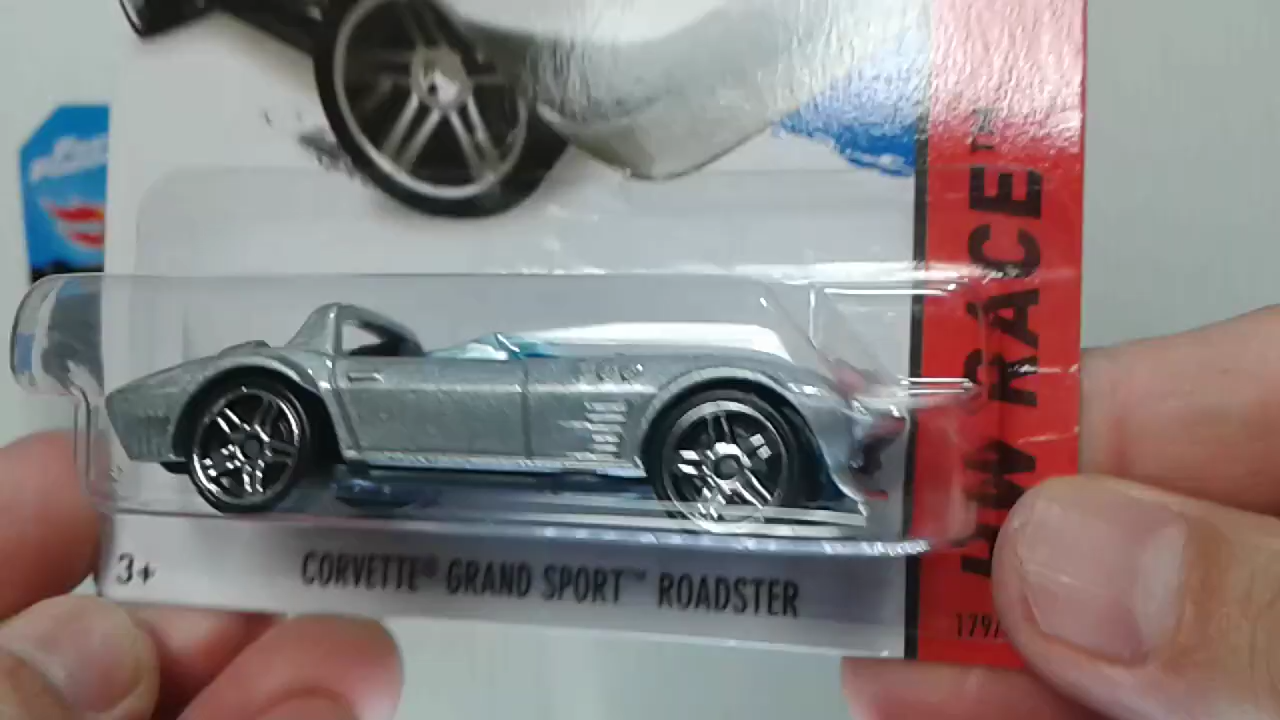 HW RACE™
3+
CORVETTE® GRAND SPORT™ ROADSTER
179/